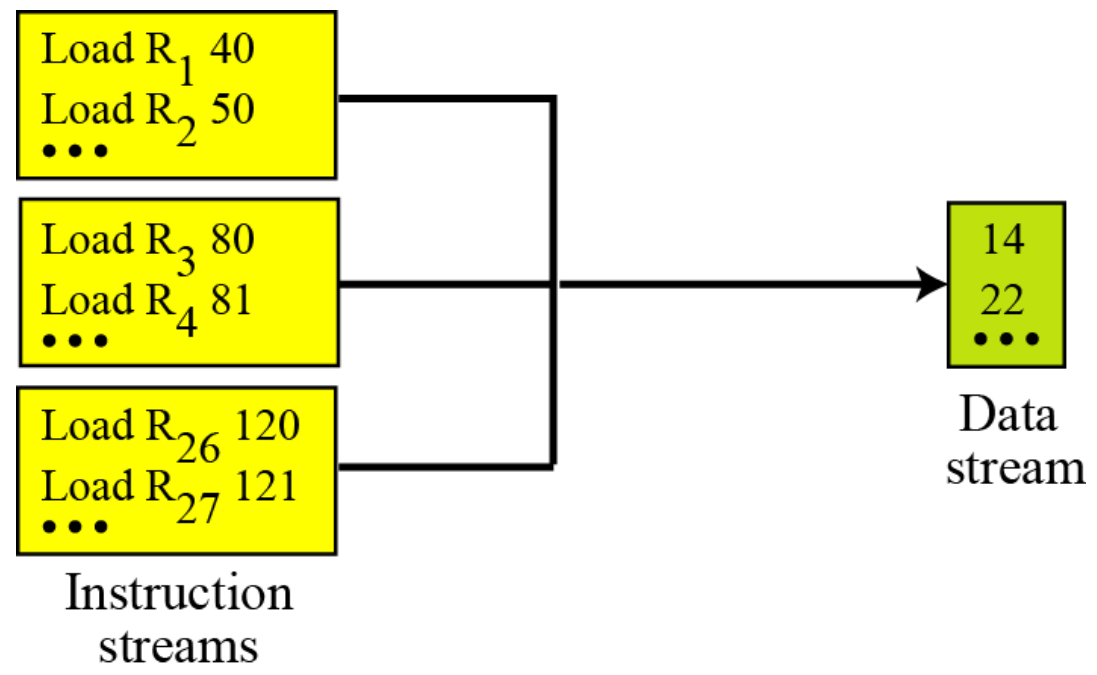 Load R₁ 40
Load R₂ 50
•••
Load R₃ 80
Load R₄ 81
•••
Load R₂₆ 120
Load R₂₇ 121
•••
Instruction
streams
14
22
•••
Data
stream